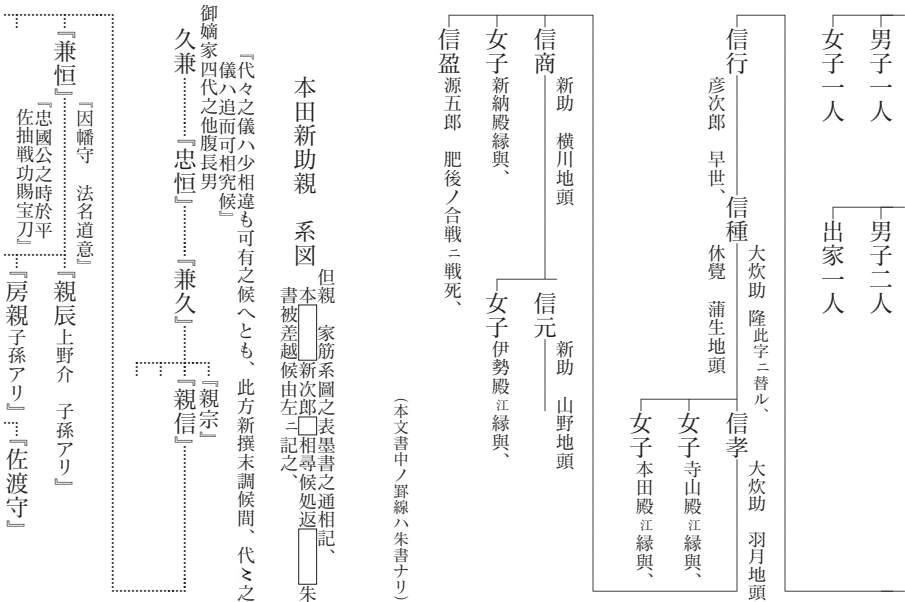 男子一人
女子一人
男子二人
出家一人
信行 彦次郎 早世、
信種 大炊助 隆此字ニ替ル、
休覺 蒲生地頭
信孝 大炊助 羽月地頭
女子 寺山殿江縁與、
女子 本田殿江縁與、
信商 新助 横川地頭
女子 新納殿縁與、
信盈 源五郎 肥後ノ合戦ニ戦死、
信元 新助 山野地頭
女子 伊勢殿江縁與、
(本文書中ノ罫線ハ朱書ナリ)
本田新助親 系図
但親 家筋系圖之表墨書之通相記、
本□新次郎□相尋候処返□朱
書被差越候由左ニ記之、
『代々之儀ハ少相違も可有之候へとも、此方新撰末調候間、代〻之
儀ハ追而可相究候』
御嫡家四代之他腹長男
久兼
『忠恒』
『兼久』
『親宗』
『親信』
『兼恒』
『因幡守 法名道意』
『忠國公之時於平
佐抽戦功賜宝刀』
『親辰上野介 子孫アリ』
『房親子孫アリ』
『佐渡守』